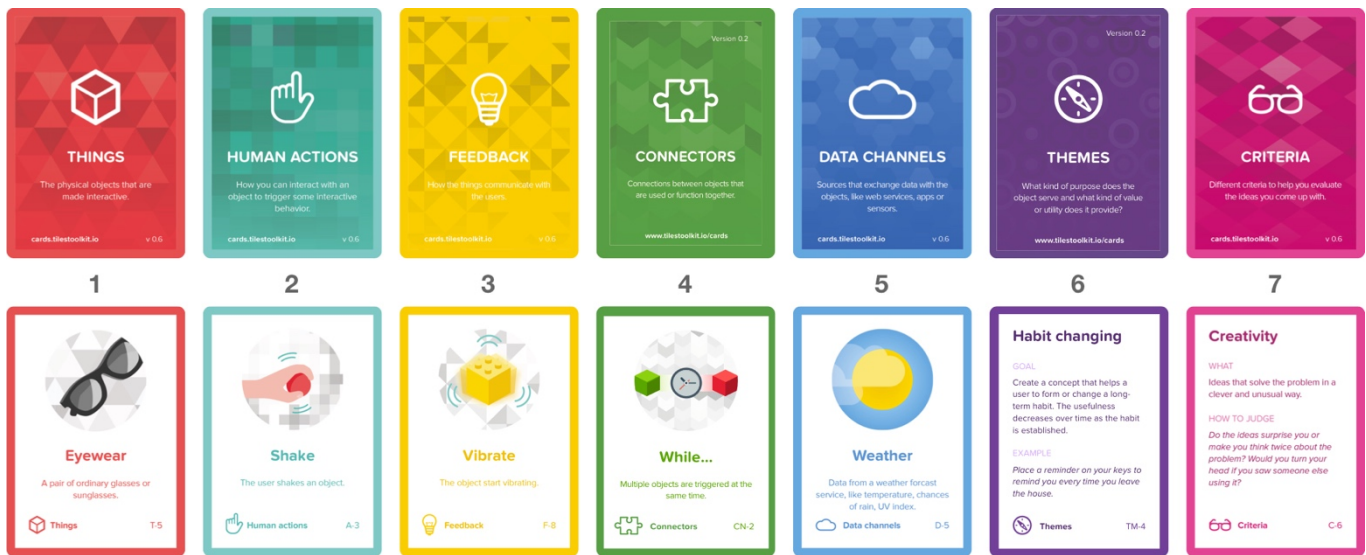 THINGS
The physical objects that are
made interactive.
cards.tilestoolkit.io v 0.6
HUMAN ACTIONS
How you can interact with an
object to trigger some interactive
behavior.
cards.tilestoolkit.io v 0.6
FEEDBACK
How the things communicate with
the users.
cards.tilestoolkit.io v 0.6
Version 0.2
CONNECTORS
Connections between objects that
are used or function together.
www.tilestoolkit.io/cards
DATA CHANNELS
Sources that exchange data with the
objects, like web services, apps or
sensors.
cards.tilestoolkit.io v 0.6
Version 0.2
THEMES
What kind of purpose does the
object serve and what kind of value
or utility does it provide?
www.tilestoolkit.io/cards
CRITERIA
Different criteria to help you evaluate
the ideas you come up with.
cards.tilestoolkit.io v 0.6
1 2 3 4 5 6 7
Eyewear
A pair of ordinary glasses or
sunglasses.
Things T-5
Shake
The user shakes an object.
Human actions A-3
Vibrate
The object start vibrating.
Feedback F-8
While...
Multiple objects are triggered at the
same time.
Connectors CN-2
Weather
Data from a weather forcast
service, like temperature, chances
of rain, UV index.
Data channels D-5
Habit changing
GOAL
Create a concept that helps a
user to form or change a long-
term habit. The usefulness
decreases over time as the habit
is established.
EXAMPLE
Place a reminder on your keys to
remind you every time you leave
the house.
Themes TM-4
Creativity
WHAT
Ideas that solve the problem in a
clever and unusual way.
HOW TO JUDGE
Do the ideas surprise you or
make you think twice about the
problem? Would you turn your
head if you saw someone else
using it?
Criteria C-6